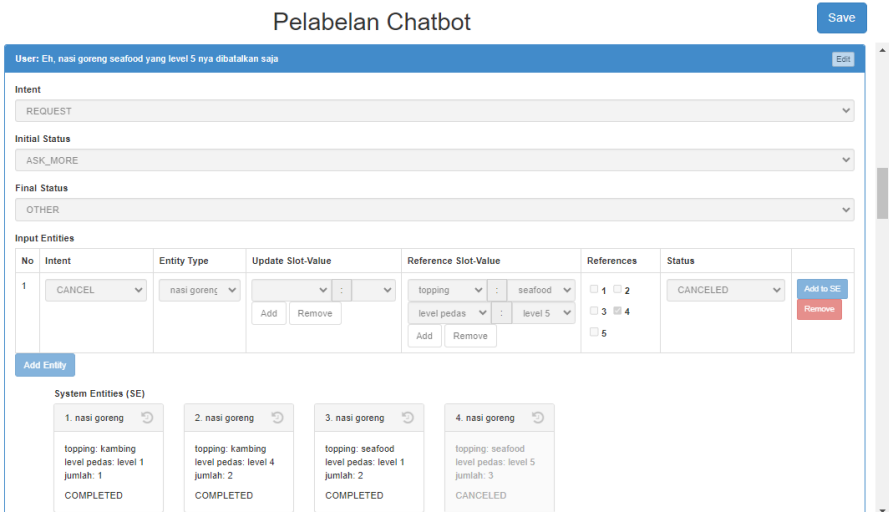 Pelabelan Chatbot
Save
User: Eh, nasi goreng seafood yang level 5 nya dibatalkan saja
Edit
Intent
REQUEST
Initial Status
ASK_MORE
Final Status
OTHER
Input Entities
No Intent Entity Type Update Slot-Value Reference Slot-Value References Status
1 CANCEL nasi goreng : topping : seafood 1 2 CANCELED Add to SE
level pedas : level 5 3 4 Remove
Add Remove Add Remove 5
Add Entity
System Entities (SE)
1. nasi goreng 2. nasi goreng 3. nasi goreng 4. nasi goreng
topping: kambing topping: kambing topping: seafood topping: seafood
level pedas: level 1 level pedas: level 4 level pedas: level 1 level pedas: level 5
jumlah: 1 jumlah: 2 jumlah: 2 jumlah: 3
COMPLETED COMPLETED COMPLETED CANCELED